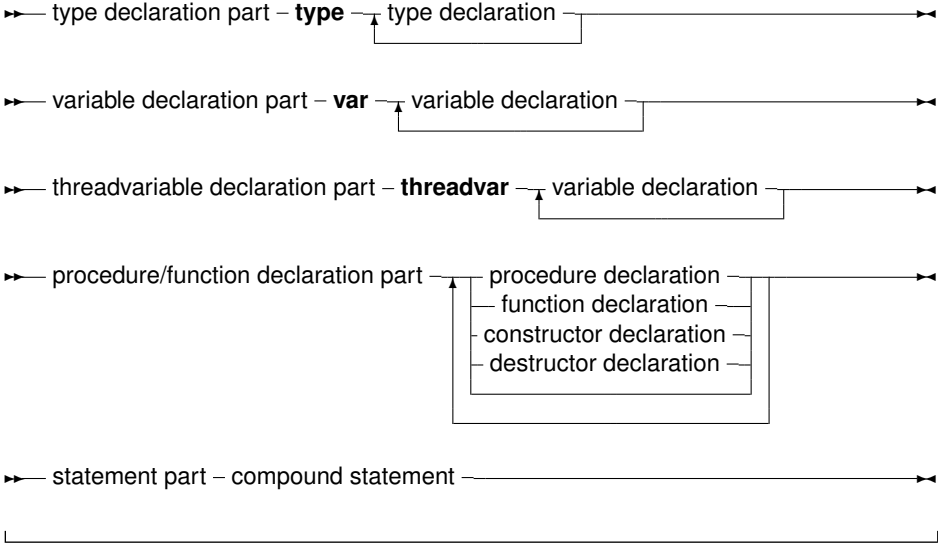 type declaration part – type – type declaration –
variable declaration part – var – variable declaration –
threadvariable declaration part – threadvar – variable declaration –
procedure/function declaration part – procedure declaration –
function declaration –
constructor declaration –
destructor declaration –
statement part – compound statement –